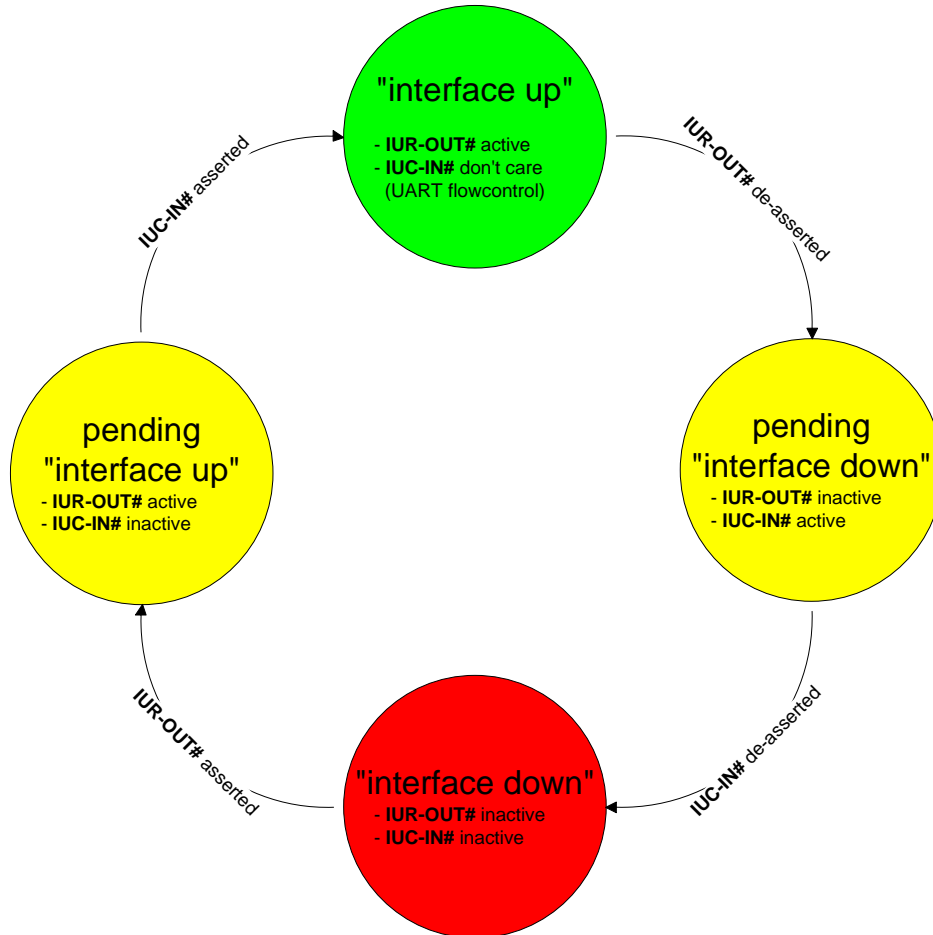 "interface up"
- IUR-OUT# active
- IUC-IN# don't care
(UART flowcontrol)
IUC-IN# asserted
IUR-OUT# de-asserted
pending
"interface up"
- IUR-OUT# active
- IUC-IN# inactive
pending
"interface down"
- IUR-OUT# inactive
- IUC-IN# active
IUR-OUT# asserted
IUC-IN# de-asserted
"interface down"
- IUR-OUT# inactive
- IUC-IN# inactive